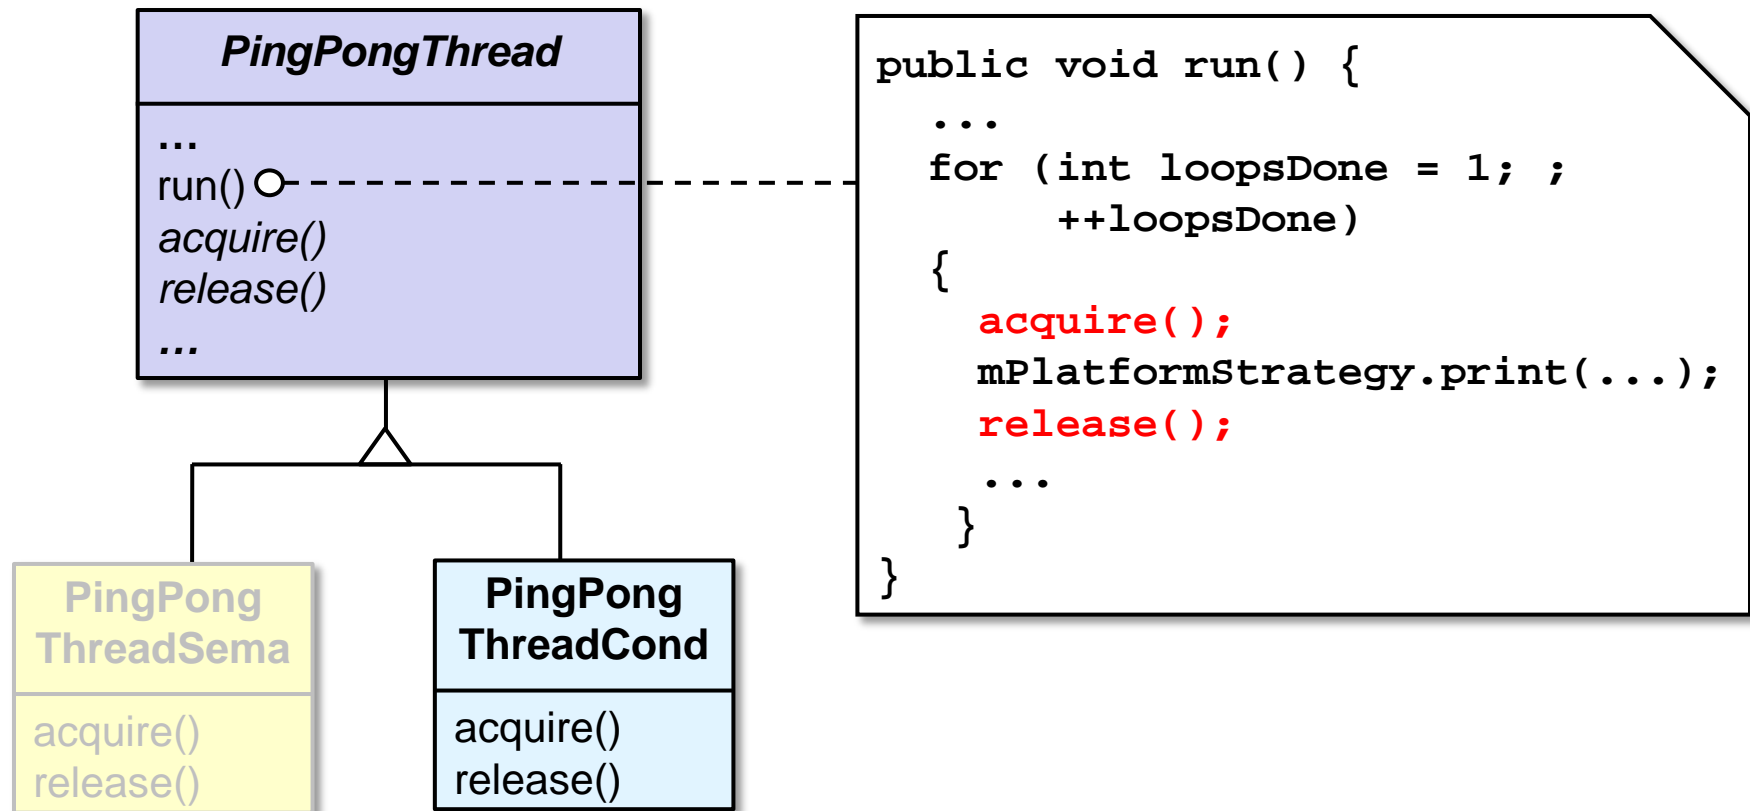 PingPongThread
...
run()
acquire()
release()
...
PingPong
ThreadSema
acquire()
release()
PingPong
ThreadCond
acquire()
release()
public void run() {
...
for (int loopsDone = 1; ;
++loopsDone)
{
acquire();
mPlatformStrategy.print(...);
release();
...
}
}